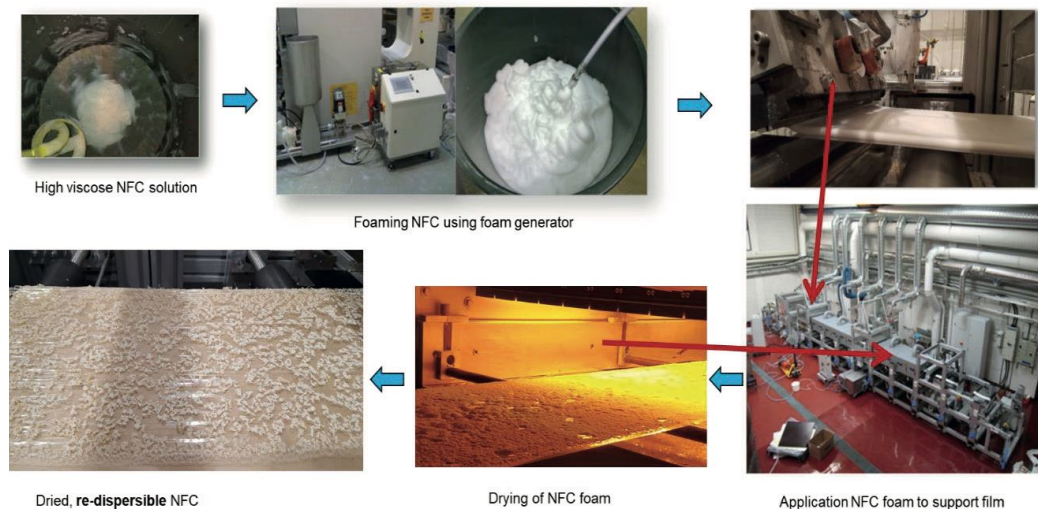 High viscose NFC solution
Foaming NFC using foam generator
Dried, re-dispersible NFC
Drying of NFC foam
Application NFC foam to support film